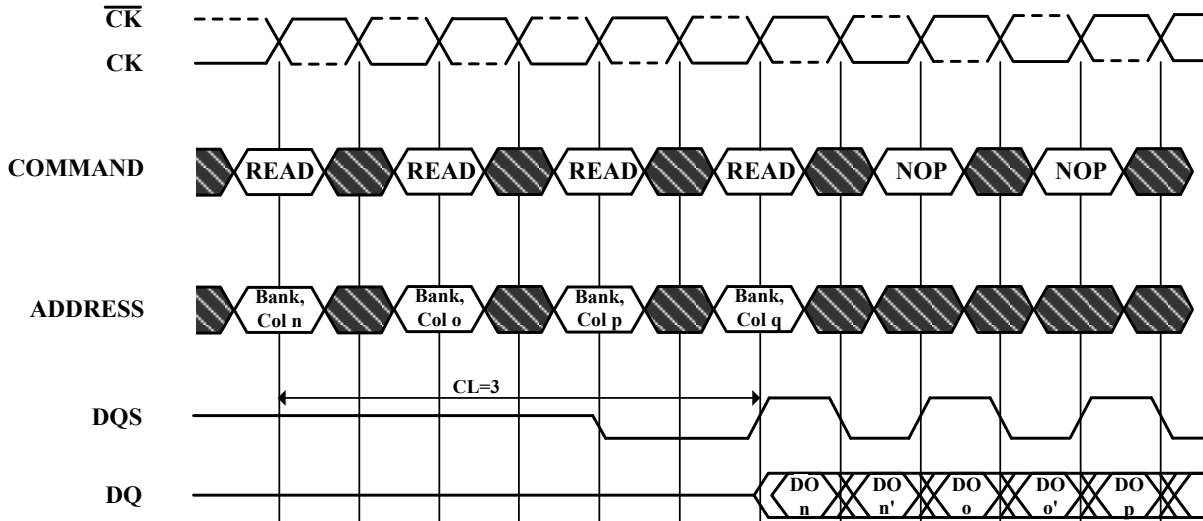 CK
CK
COMMAND READ READ READ READ NOP NOP
ADDRESS
Bank, Col n
Bank, Col o
Bank, Col p
Bank, Col q
CL=3
DQS
DQ
DO n
DO n'
DO o
DO o'
DO p